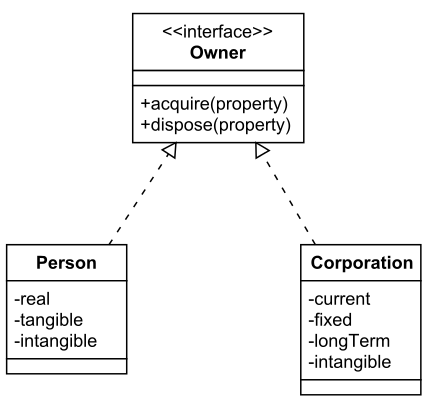 <<interface>>
Owner
+acquire(property)
+dispose(property)
Person
-real
-tangible
-intangible
Corporation
-current
-fixed
-longTerm
-intangible